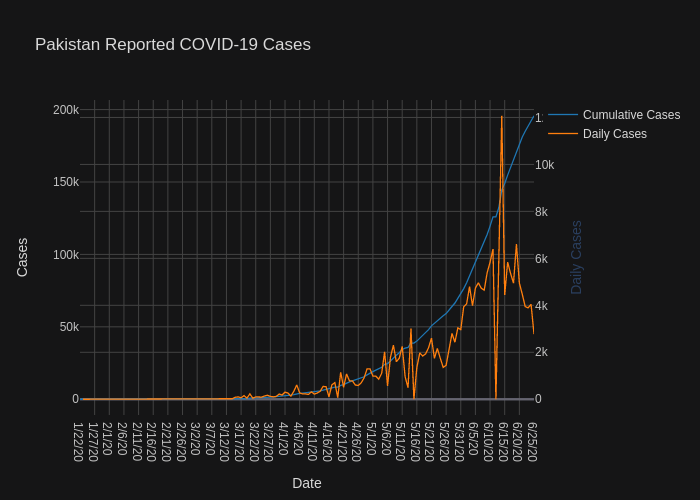 Pakistan Reported COVID-19 Cases
Cumulative Cases
Daily Cases
200k
150k
100k
50k
0
Cases
10k
8k
6k
4k
2k
0
Daily Cases
1/22/20
1/27/20
2/1/20
2/6/20
2/11/20
2/16/20
2/21/20
2/26/20
3/2/20
3/7/20
3/12/20
3/17/20
3/22/20
3/27/20
4/1/20
4/6/20
4/11/20
4/16/20
4/21/20
4/26/20
5/1/20
5/6/20
5/11/20
5/16/20
5/21/20
5/26/20
5/31/20
6/5/20
6/10/20
6/15/20
6/20/20
6/25/20
Date